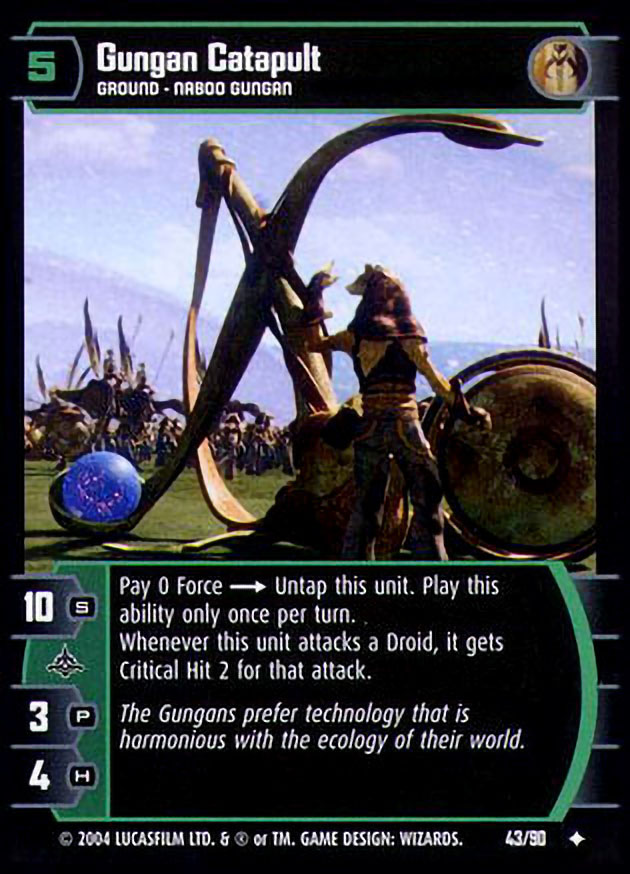 5
Gungan Catapult
GROUND - NABOO GUNGAN
10 S
Pay 0 Force → Untap this unit. Play this
ability only once per turn.
Whenever this unit attacks a Droid, it gets
Critical Hit 2 for that attack.
3 P
The Gungans prefer technology that is
harmonious with the ecology of their world.
4 H
© 2004 LUCASFILM LTD. & ® or TM. GAME DESIGN: WIZARDS. 43/90